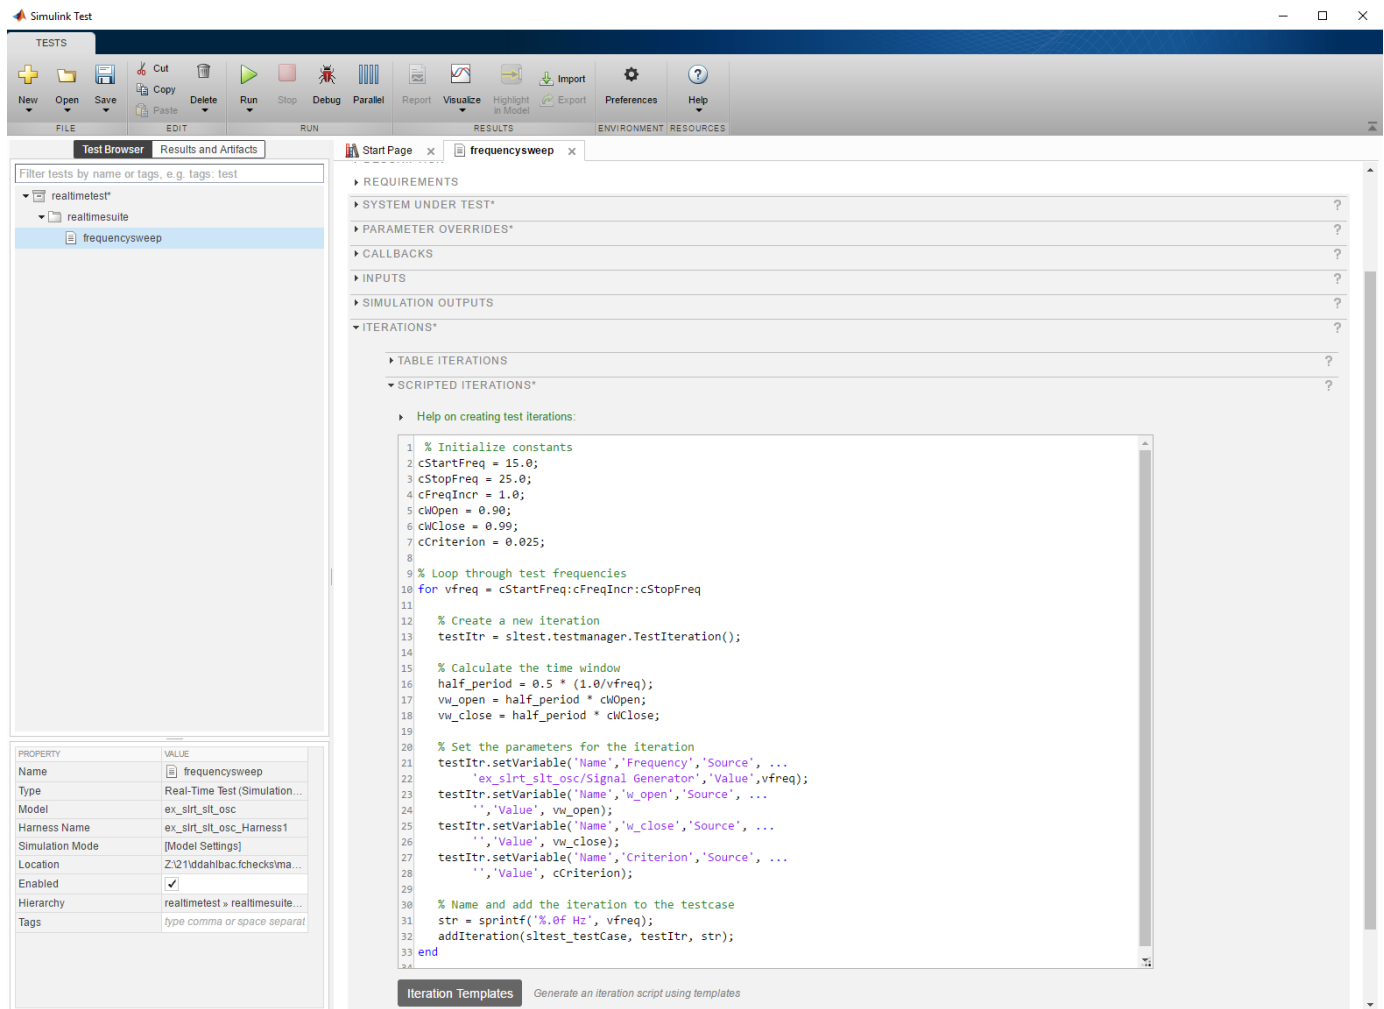 Simulink Test
TESTS
New
Open
Save
Cut
Copy
Paste
Delete
Run
Stop
Debug
Parallel
Report
Visualize
Highlight
in Model
Import
Export
Preferences
Help
FILE
EDIT
RUN
RESULTS
ENVIRONMENT
RESOURCES
Test Browser
Results and Artifacts
Start Page
frequencysweep
Filter tests by name or tags, e.g. tags: test
realtimetest*
realtimesuite
frequencysweep
REQUIREMENTS
SYSTEM UNDER TEST*
?
PARAMETER OVERRIDES*
?
CALLBACKS
?
INPUTS
?
SIMULATION OUTPUTS
?
ITERATIONS*
?
TABLE ITERATIONS
?
SCRIPTED ITERATIONS*
?
Help on creating test iterations:
1 % Initialize constants
2 cStartFreq = 15.0;
3 cStopFreq = 25.0;
4 cFreqIncr = 1.0;
5 cWOpen = 0.90;
6 cWClose = 0.99;
7 cCriterion = 0.025;
8
9 % Loop through test frequencies
10 for vfreq = cStartFreq:cFreqIncr:cStopFreq
11
12 % Create a new iteration
13 testItr = sltest.testmanager.TestIteration();
14
15 % Calculate the time window
16 half_period = 0.5 * (1.0/vfreq);
17 vw_open = half_period * cWOpen;
18 vw_close = half_period * cWClose;
19
20 % Set the parameters for the iteration
21 testItr.setVariable('Name','Frequency','Source', ...
22 'ex_slrt_slt_osc/Signal Generator','Value',vfreq);
23 testItr.setVariable('Name','w_open','Source', ...
24 '','Value', vw_open);
25 testItr.setVariable('Name','w_close','Source', ...
26 '','Value', vw_close);
27 testItr.setVariable('Name','Criterion','Source', ...
28 '','Value', cCriterion);
29
30 % Name and add the iteration to the testcase
31 str = sprintf('%.0f Hz', vfreq);
32 addIteration(sltest_testCase, testItr, str);
33 end
34
Iteration Templates
Generate an iteration script using templates
PROPERTY VALUE
Name frequencysweep
Type Real-Time Test (Simulation...
Model ex_slrt_slt_osc
Harness Name ex_slrt_slt_osc_Harness1
Simulation Mode [Model Settings]
Location Z:\21\ddahlbac.fchecks\ma...
Enabled
Hierarchy realtimetest » realtimesuite...
Tags type comma or space separat